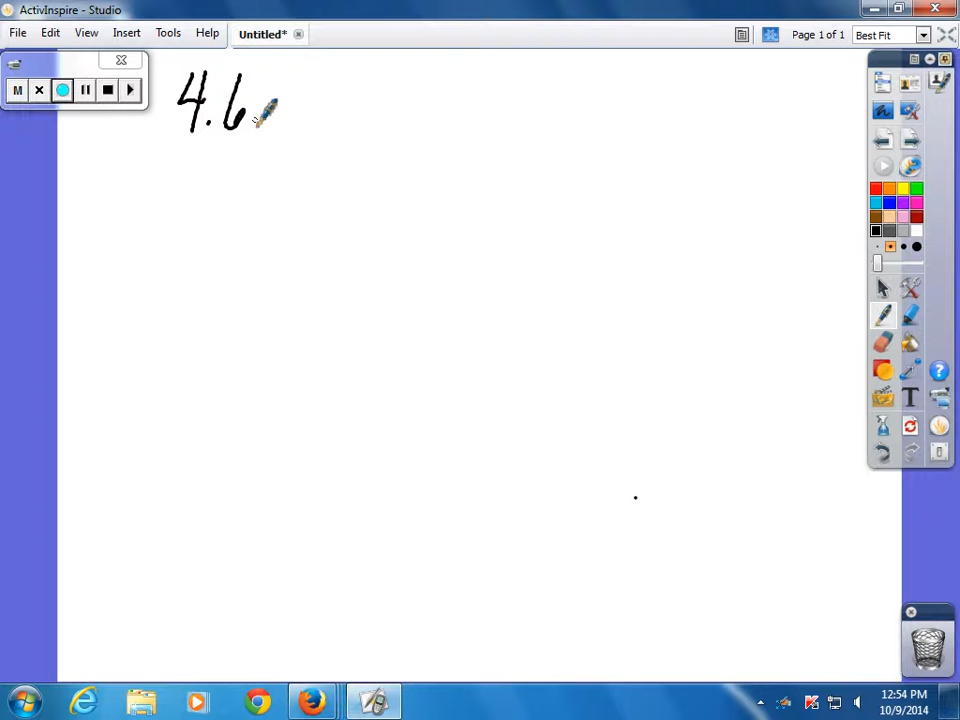 ActivInspire - Studio
File Edit View Insert Tools Help Untitled* Page 1 of 1 Best Fit
M
4.6
T
?
12:54 PM
10/9/2014